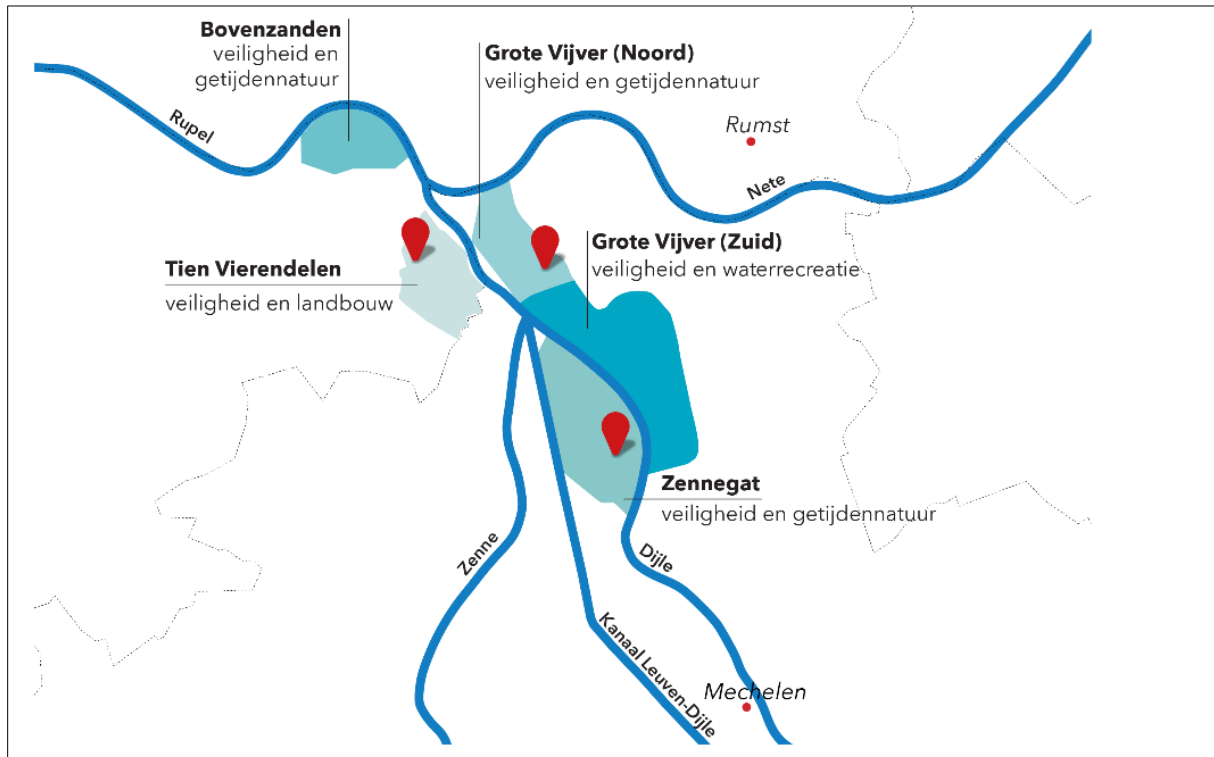 Bovenzanden
veiligheid en
getijdennatuur
Grote Vijver (Noord)
veiligheid en getijdennatuur
Rupel
Rumst
Nete
Grote Vijver (Zuid)
veiligheid en waterrecreatie
Tien Vierendelen
veiligheid en landbouw
Zennegat
veiligheid en getijdennatuur
Zenne
Dijle
Kanaal Leuven-Dijle
Mechelen